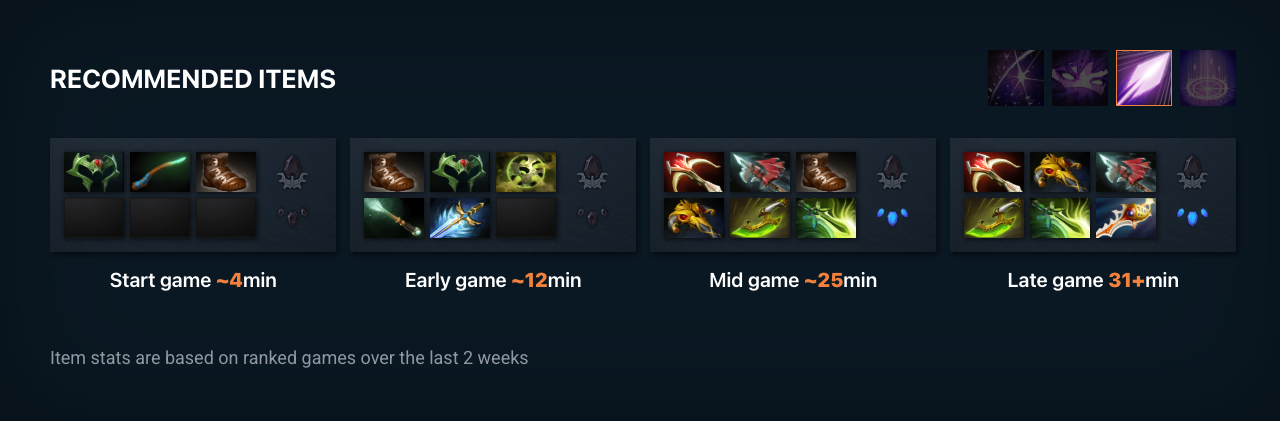 RECOMMENDED ITEMS
Start game ~4min
Early game ~12min
Mid game ~25min
Late game 31+min
Item stats are based on ranked games over the last 2 weeks